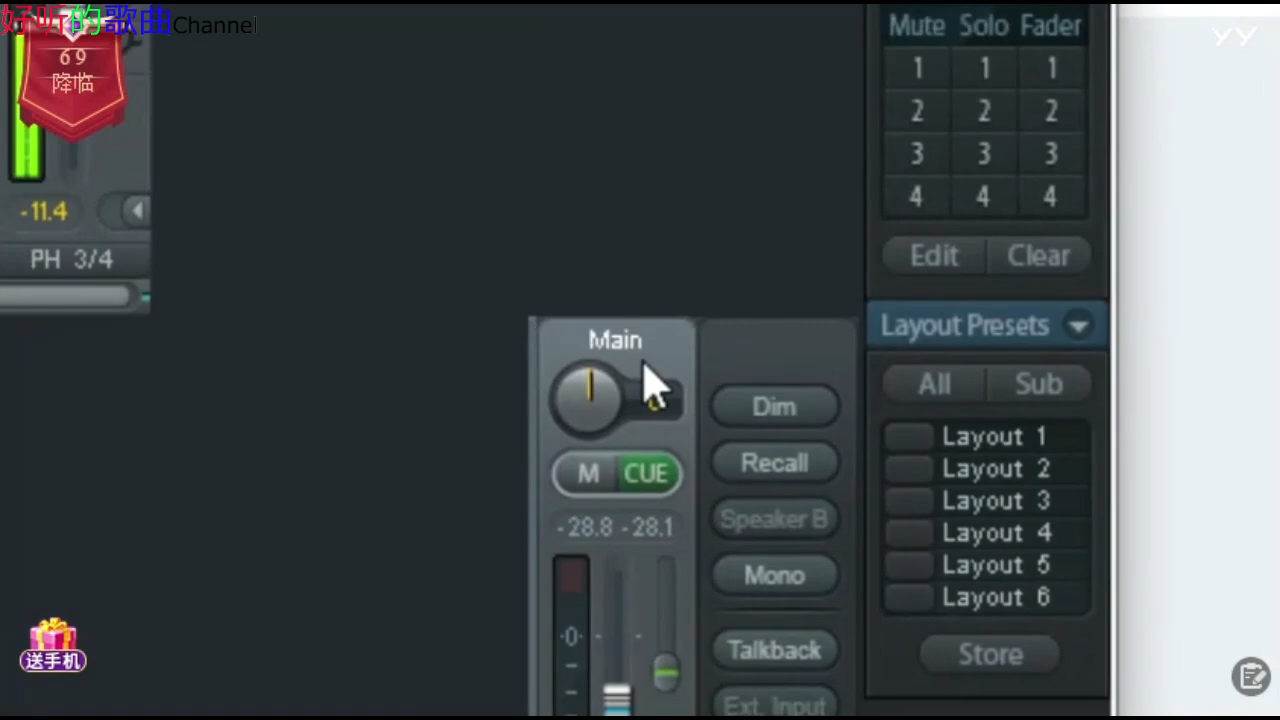 好听的歌曲Channel
69
降临
-11.4
PH 3/4
送手机
Main
0
M CUE
-28.8 -28.1
-0-
Dim
Recall
Speaker B
Mono
Talkback
Ext. Input
Mute Solo Fader
1 1 1
2 2 2
3 3 3
4 4 4
Edit Clear
Layout Presets
All Sub
Layout 1
Layout 2
Layout 3
Layout 4
Layout 5
Layout 6
Store
YY